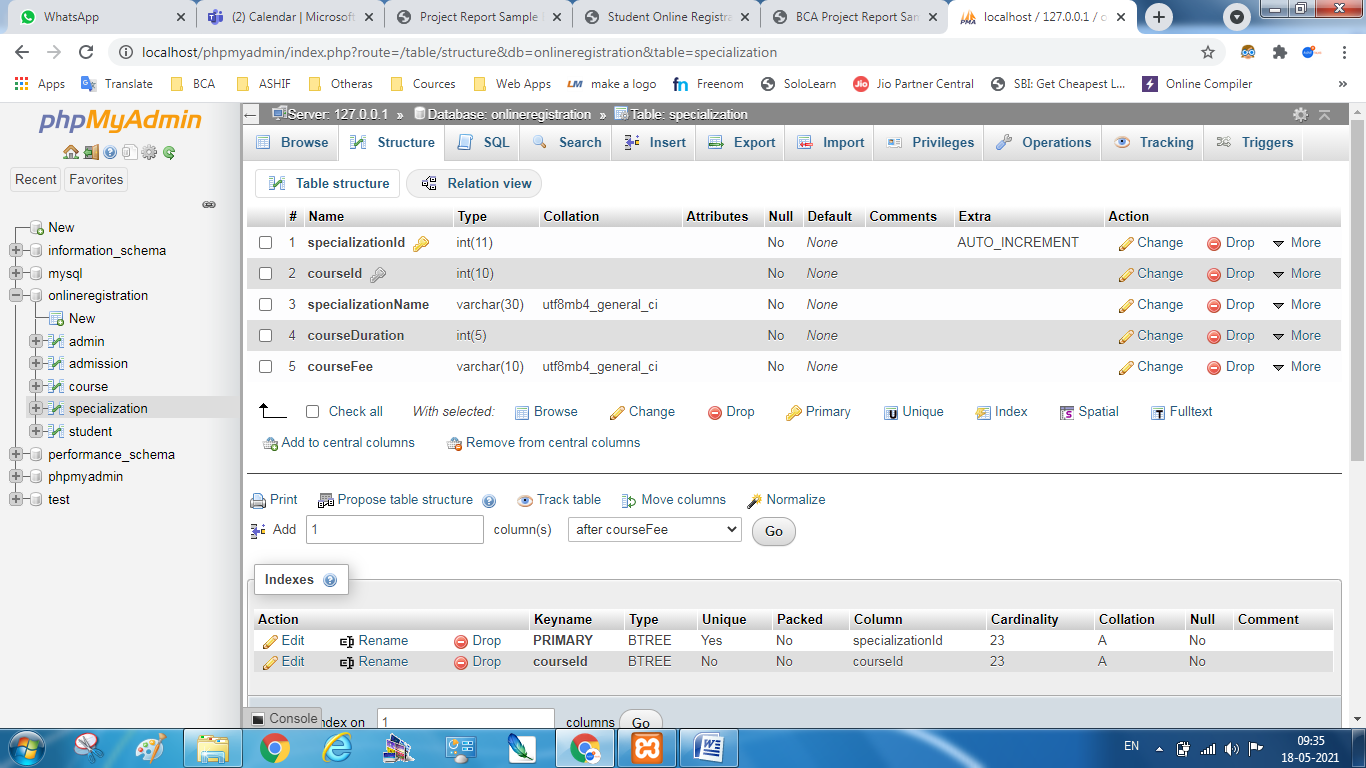 WhatsApp
(2) Calendar | Microsoft
Project Report Sample
Student Online Registra
BCA Project Report Sam
localhost / 127.0.0.1 / o
localhost/phpmyadmin/index.php?route=/table/structure&db=onlineregistration&table=specialization
Apps Translate BCA ASHIF Otheras Cources Web Apps LM make a logo fn Freenom SoloLearn Jio Jio Partner Central SBI: Get Cheapest L... Online Compiler »
phpMyAdmin
Recent Favorites
New
information_schema
mysql
onlineregistration
New
admin
admission
course
specialization
student
performance_schema
phpmyadmin
test
Server: 127.0.0.1 » Database: onlineregistration » Table: specialization
Browse Structure SQL Search Insert Export Import Privileges Operations Tracking Triggers
Table structure Relation view
# Name Type Collation Attributes Null Default Comments Extra Action
1 specializationId int(11) No None AUTO_INCREMENT Change Drop More
2 courseId int(10) No None Change Drop More
3 specializationName varchar(30) utf8mb4_general_ci No None Change Drop More
4 courseDuration int(5) No None Change Drop More
5 courseFee varchar(10) utf8mb4_general_ci No None Change Drop More
Check all With selected: Browse Change Drop Primary Unique Index Spatial Fulltext
Add to central columns Remove from central columns
Print Propose table structure Track table Move columns Normalize
Add 1 column(s) after courseFee Go
Indexes
Action Keyname Type Unique Packed Column Cardinality Collation Null Comment
Edit Rename Drop PRIMARY BTREE Yes No specializationId 23 A No
Edit Rename Drop courseId BTREE No No courseId 23 A No
Console ndex on 1 columns Go
EN 09:35
18-05-2021